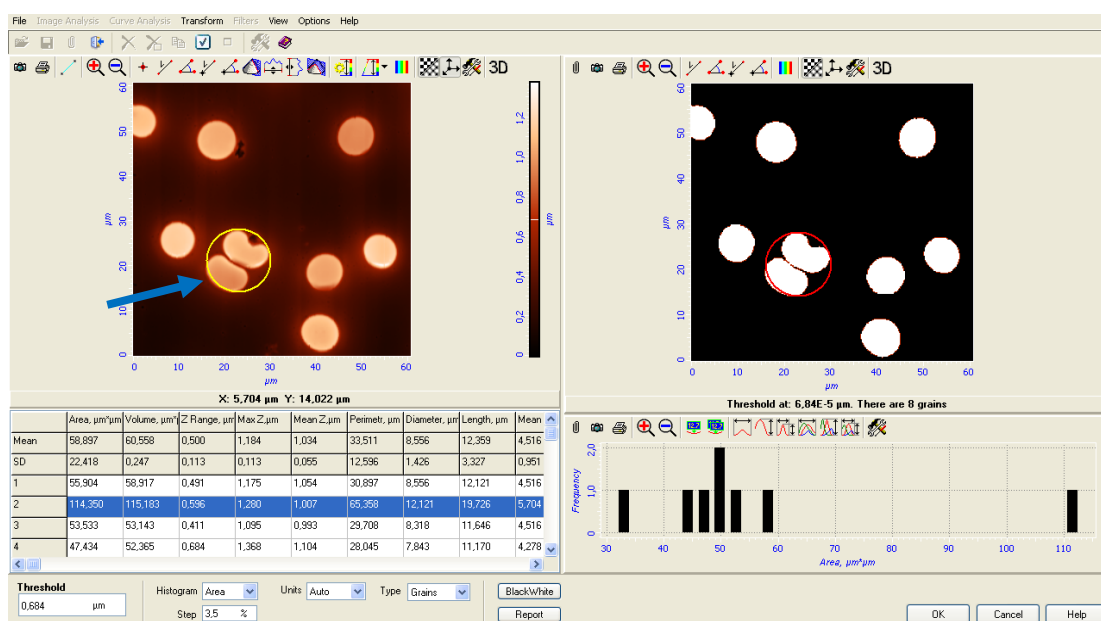 File Image Analysis Curve Analysis Transform Filters View Options Help
3D
3D
60
50
40
30
20
10
0
µm
0 10 20 30 40 50 60
µm
1,2
1,0
0,8
0,6
0,4
0,2
0
µm
60
50
40
30
20
10
0
µm
0 10 20 30 40 50 60
µm
X: 5,704 µm Y: 14,022 µm
Threshold at: 6,84E-5 µm. There are 8 grains
Area, µm*µm Volume, µm* Z Range, µm Max Z,µm Mean Z,µm Perimetr, µm Diameter, µm Length, µm Mean
Mean 58,897 60,558 0,500 1,184 1,034 33,511 8,556 12,359 4,516
SD 22,418 0,247 0,113 0,113 0,055 12,596 1,426 3,327 0,951
1 55,904 58,917 0,491 1,175 1,054 30,897 8,556 12,121 4,516
2 114,350 115,183 0,596 1,280 1,007 65,358 12,121 19,726 5,704
3 53,533 53,143 0,411 1,095 0,993 29,708 8,318 11,646 4,516
4 47,434 52,365 0,684 1,368 1,104 28,045 7,843 11,170 4,278
2,0
1,0
0
Frequency
30 40 50 60 70 80 90 100 110
Area, µm*µm
Threshold
0,684 µm
Histogram Area
Units Auto
Type Grains
BlackWhite
Step 3,5 %
Report
OK Cancel Help